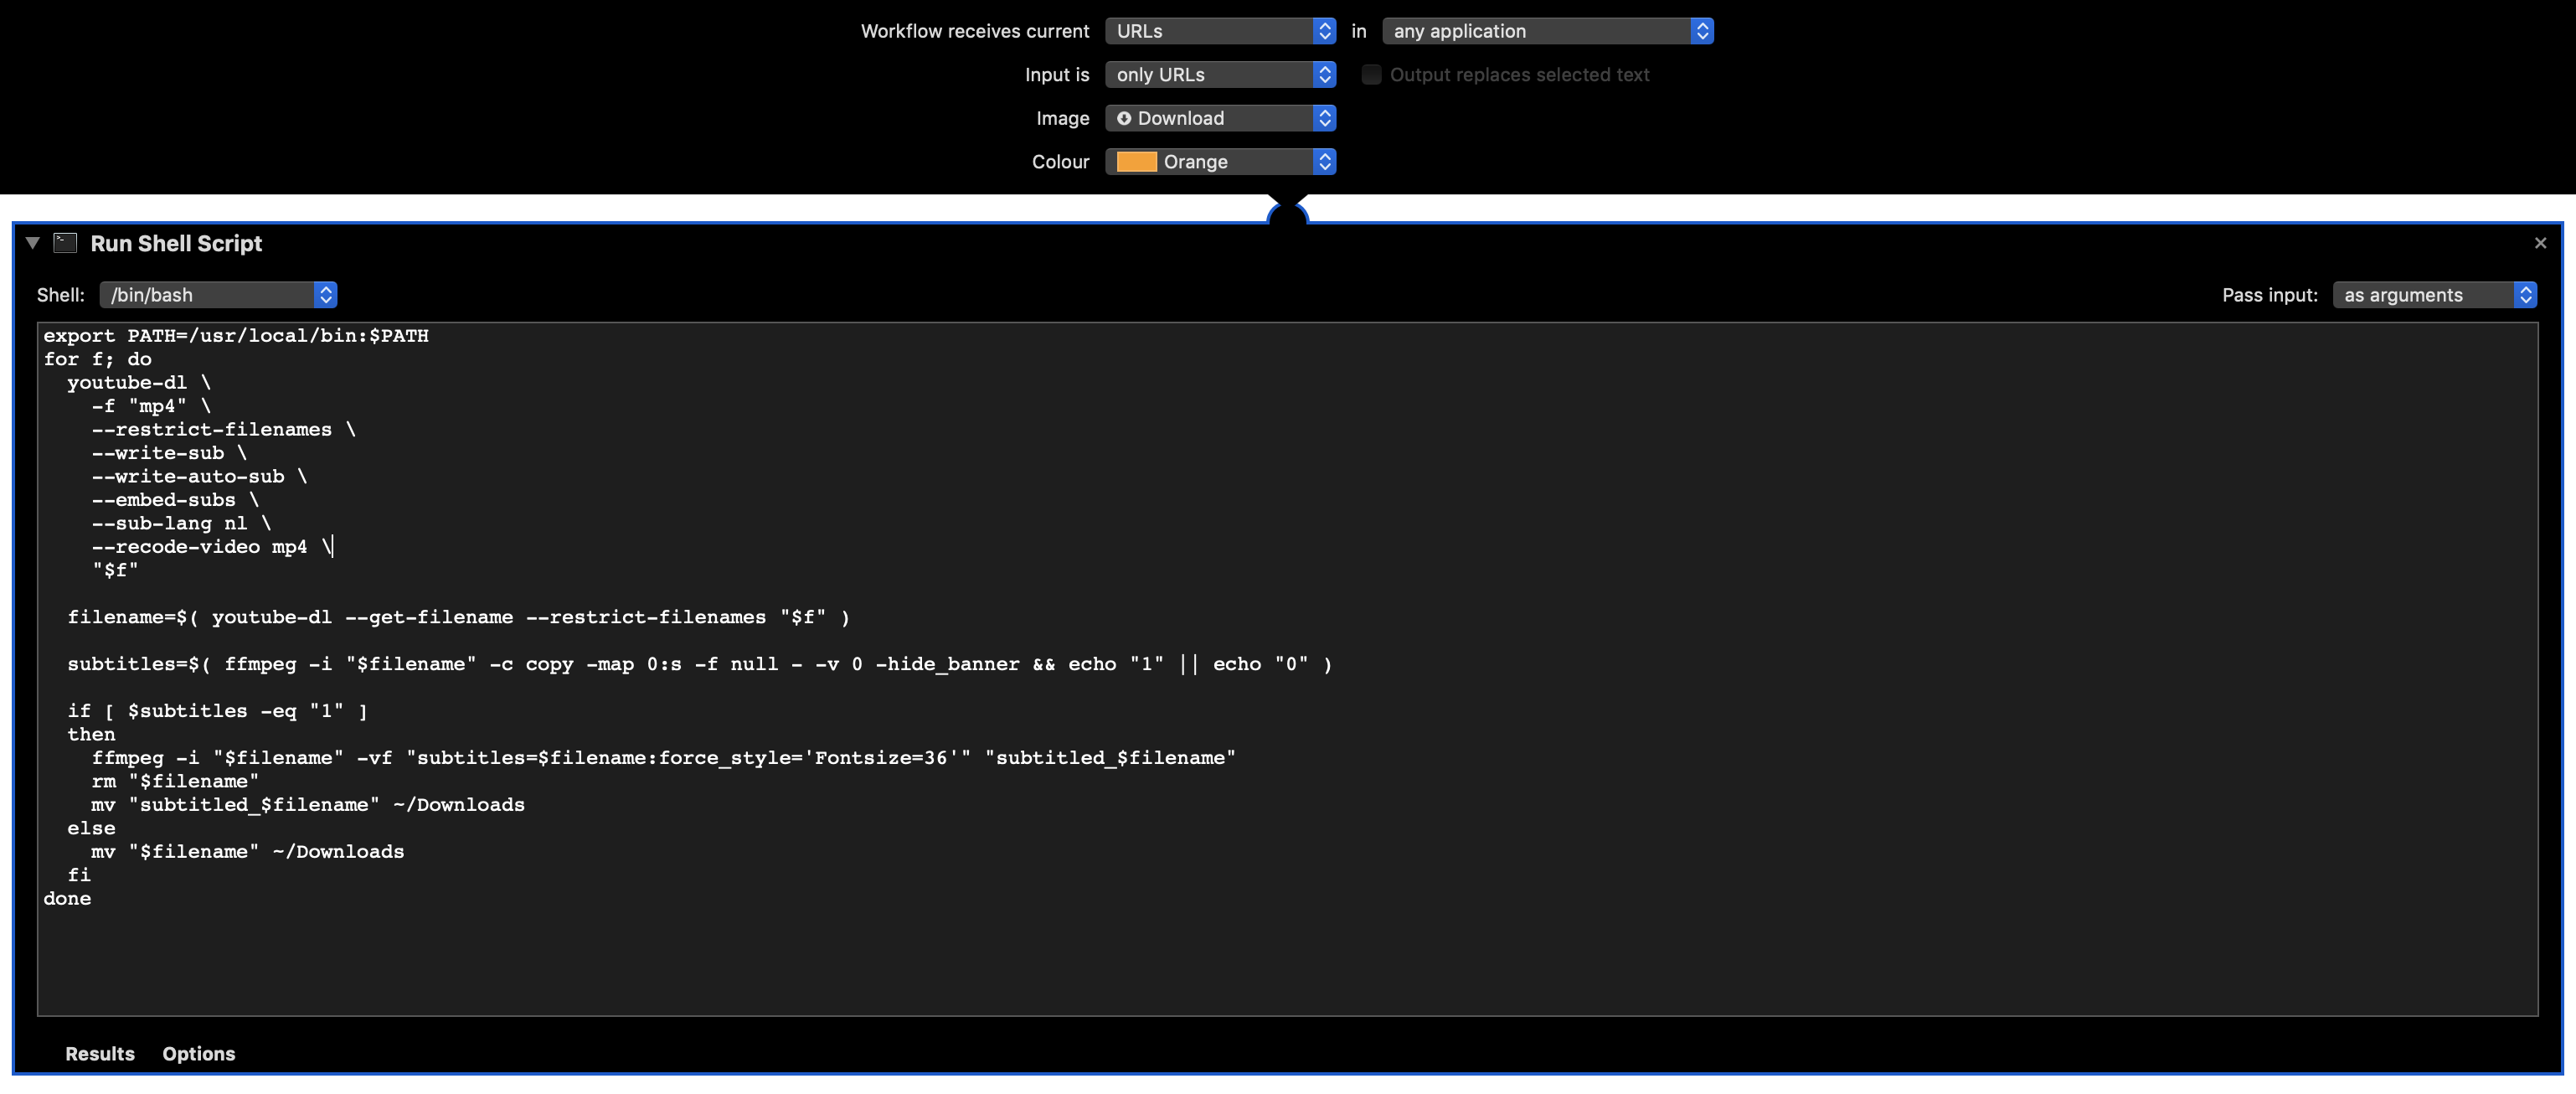 Workflow receives current URLs in any application
Input is only URLs Output replaces selected text
Image Download
Colour Orange
Run Shell Script
Shell: /bin/bash Pass input: as arguments
export PATH=/usr/local/bin:$PATH
for f; do
  youtube-dl \
    -f "mp4" \
    --restrict-filenames \
    --write-sub \
    --write-auto-sub \
    --embed-subs \
    --sub-lang nl \
    --recode-video mp4 \
    "$f"

  filename=$( youtube-dl --get-filename --restrict-filenames "$f" )

  subtitles=$( ffmpeg -i "$filename" -c copy -map 0:s -f null - -v 0 -hide_banner && echo "1" || echo "0" )

  if [ $subtitles -eq "1" ]
  then
    ffmpeg -i "$filename" -vf "subtitles=$filename:force_style='Fontsize=36'" "subtitled_$filename"
    rm "$filename"
    mv "subtitled_$filename" ~/Downloads
  else
    mv "$filename" ~/Downloads
  fi
done
Results Options